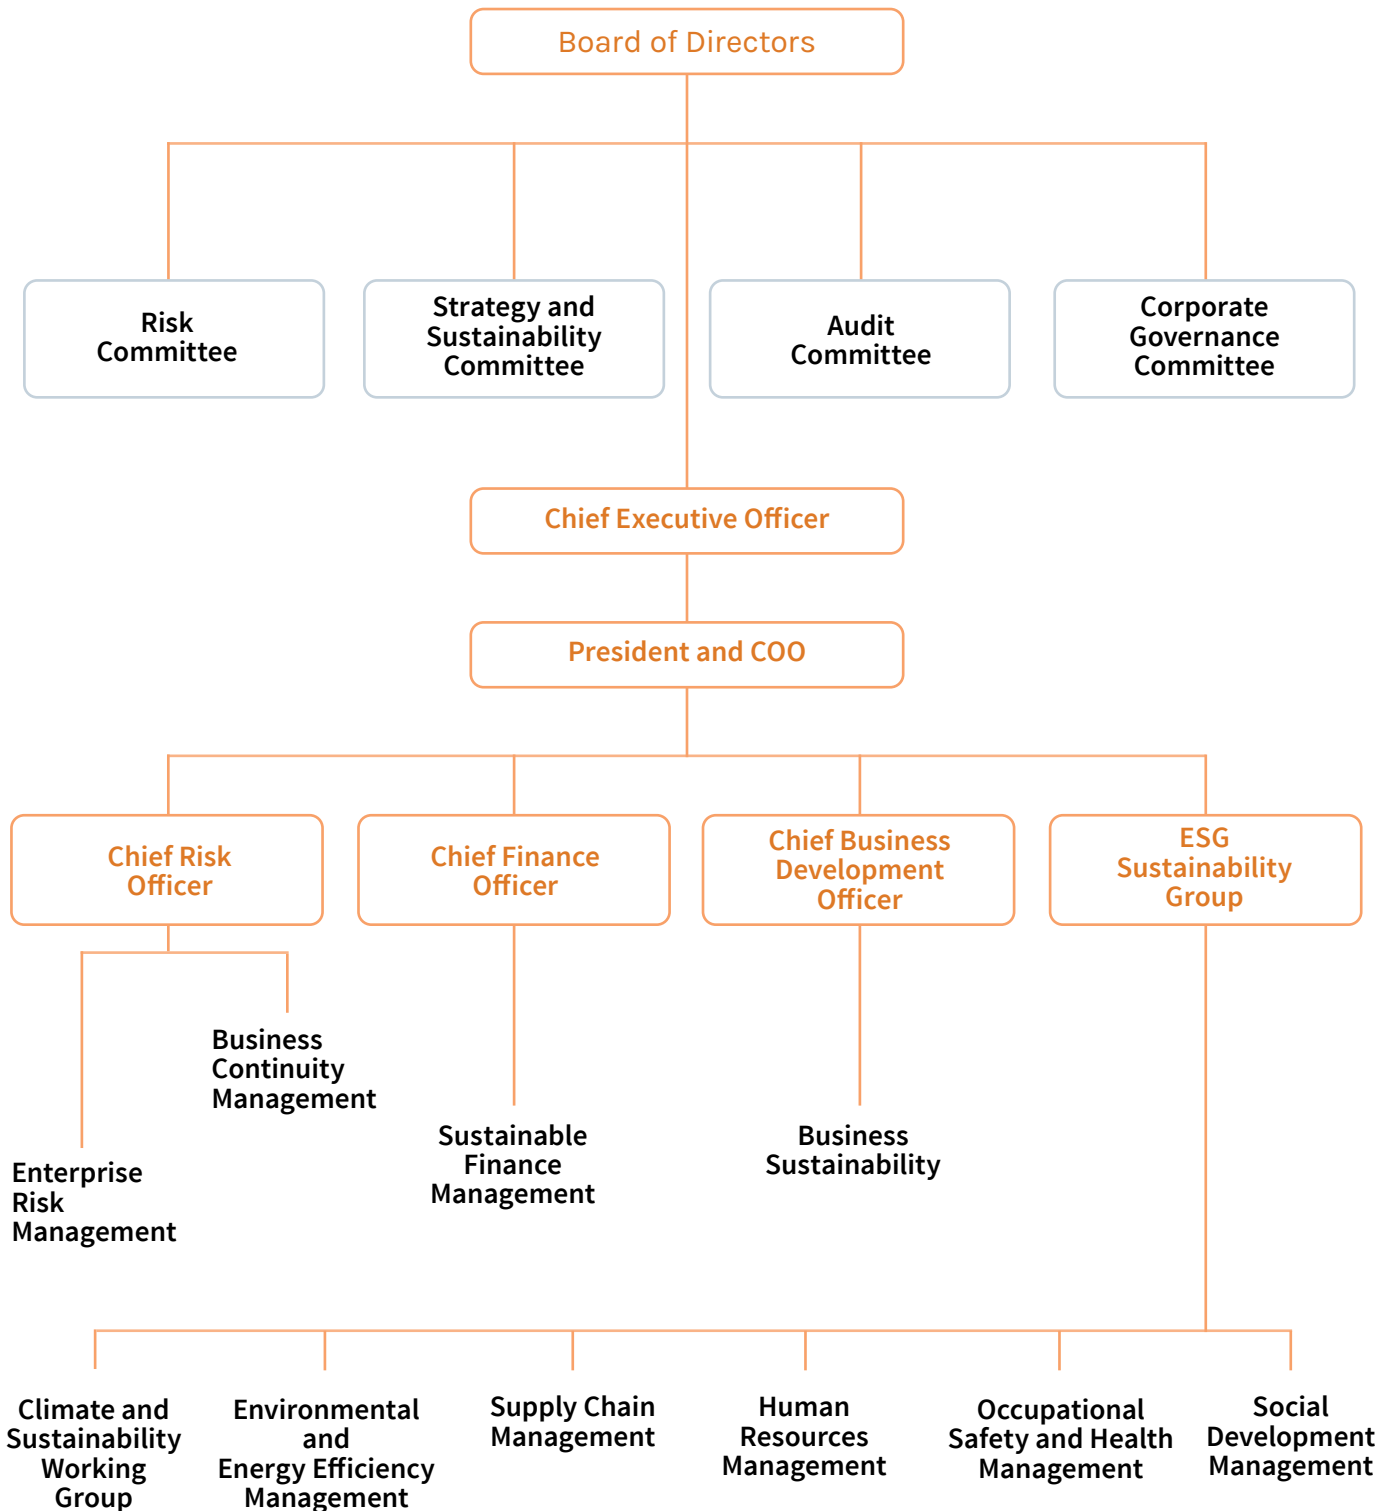 Board of Directors
Risk
Committee
Strategy and
Sustainability
Committee
Audit
Committee
Corporate
Governance
Committee
Chief Executive Officer
President and COO
Chief Risk
Officer
Chief Finance
Officer
Chief Business
Development
Officer
ESG
Sustainability
Group
Business
Continuity
Management
Enterprise
Risk
Management
Sustainable
Finance
Management
Business
Sustainability
Climate and
Sustainability
Working
Group
Environmental
and
Energy Efficiency
Management
Supply Chain
Management
Human
Resources
Management
Occupational
Safety and Health
Management
Social
Development
Management